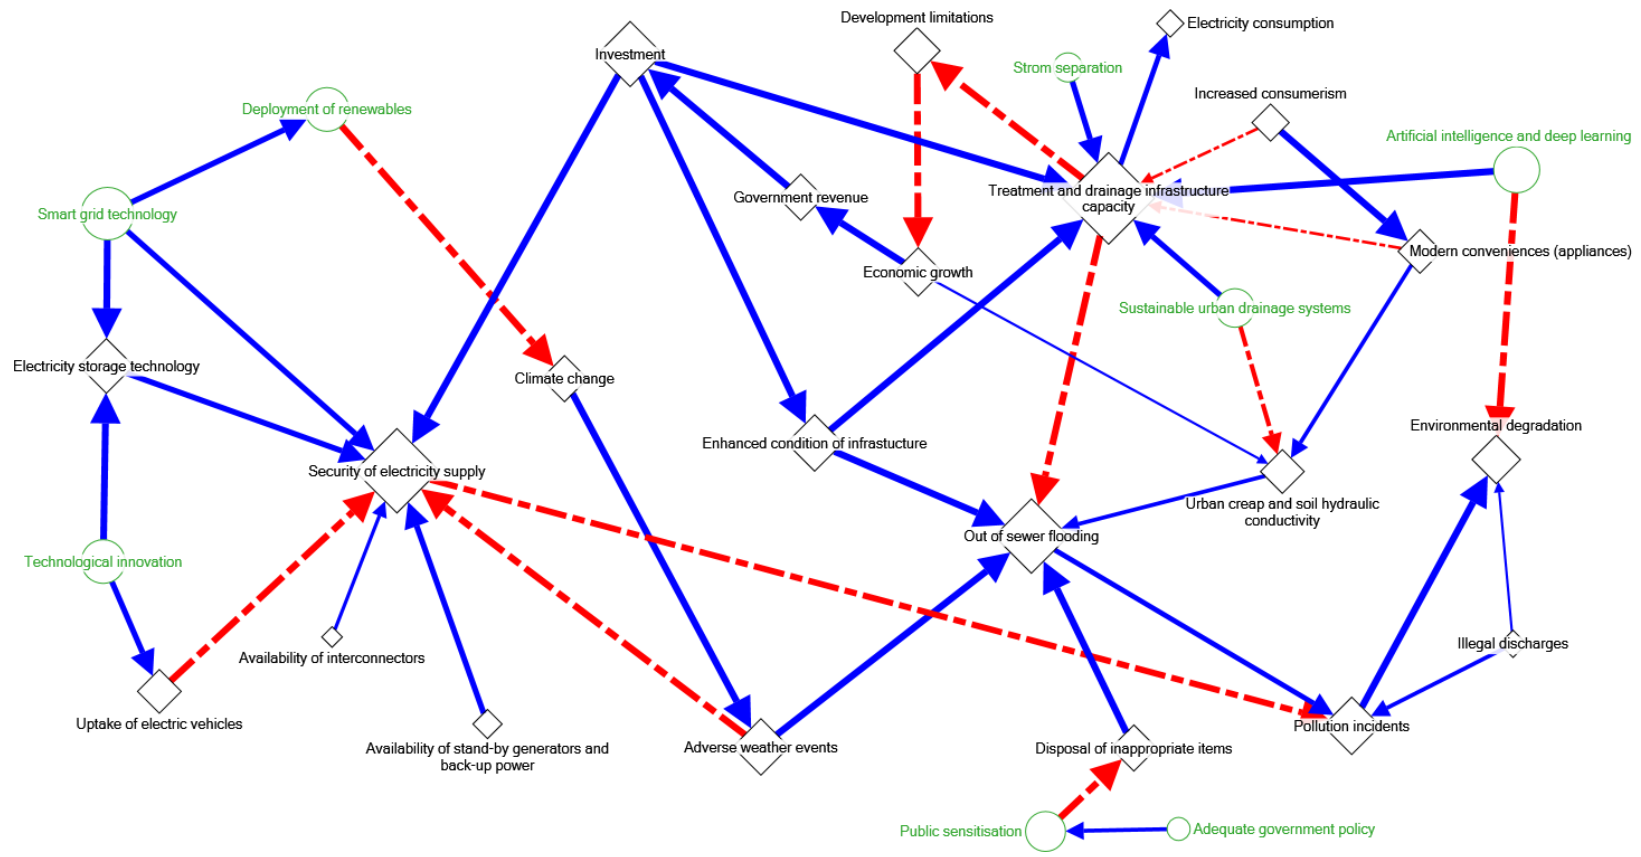 Development limitations
Electricity consumption
Investment
Strom separation
Increased consumerism
Deployment of renewables
Artificial intelligence and deep learning
Treatment and drainage infrastructure
capacity
Government revenue
Smart grid technology
Modern conveniences (appliances)
Economic growth
Sustainable urban drainage systems
Electricity storage technology
Climate change
Environmental degradation
Enhanced condition of infrastucture
Security of electricity supply
Urban creap and soil hydraulic
conductivity
Out of sewer flooding
Technological innovation
Illegal discharges
Availability of interconnectors
Uptake of electric vehicles
Pollution incidents
Availability of stand-by generators and
back-up power
Adverse weather events
Disposal of inappropriate items
Public sensitisation
Adequate government policy